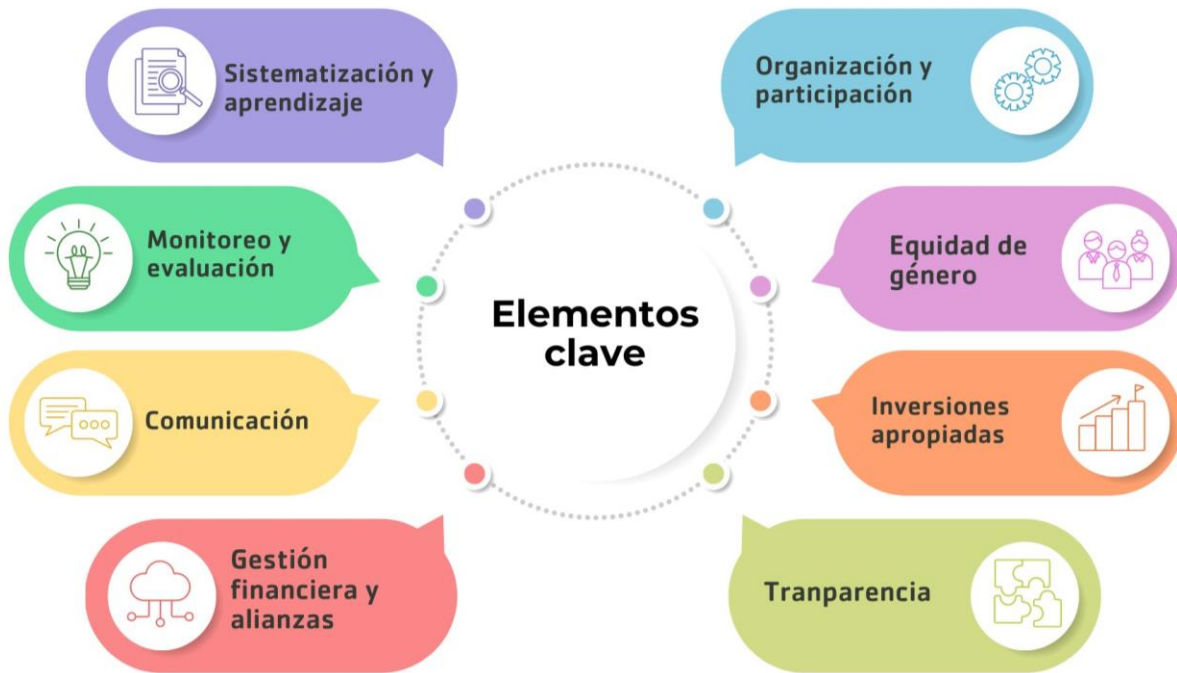 Sistematización y
aprendizaje
Organización y
participación
Monitoreo y
evaluación
Equidad de
género
Elementos
clave
Comunicación
Inversiones
apropiadas
Gestión
financiera y
alianzas
Tranparencia